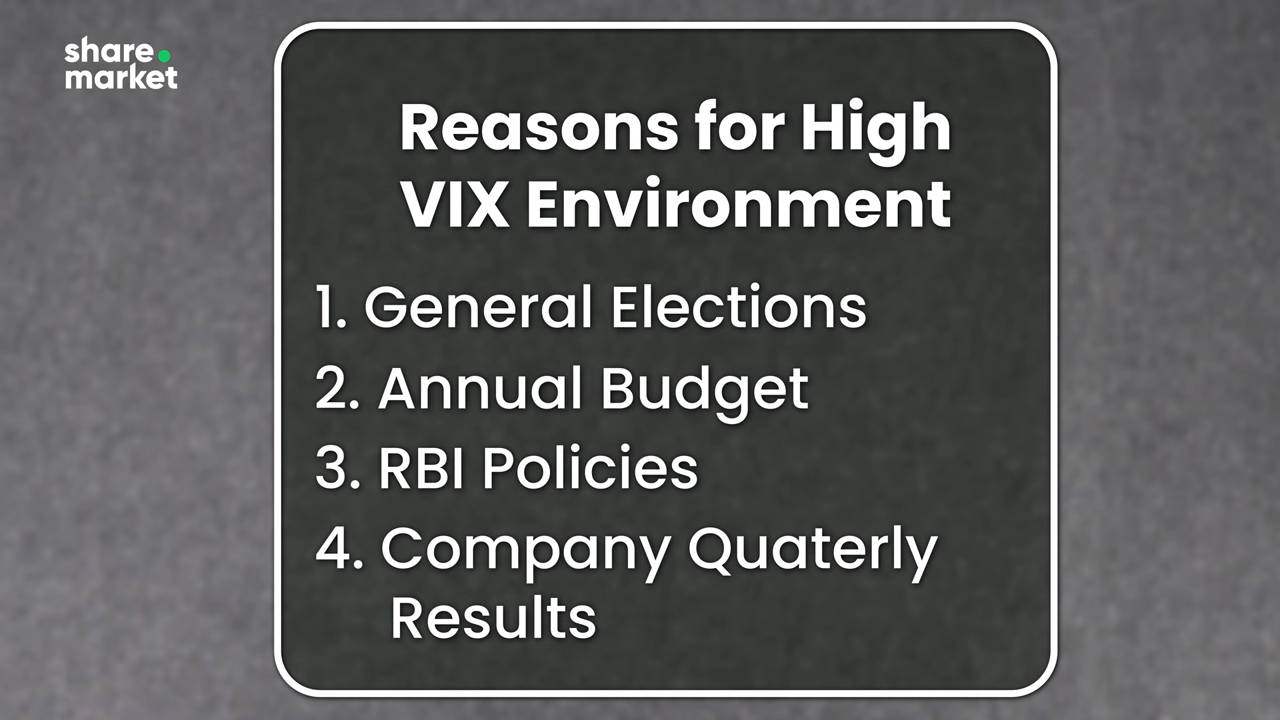 share.
market
Reasons for High
VIX Environment
1. General Elections
2. Annual Budget
3. RBI Policies
4. Company Quaterly
Results